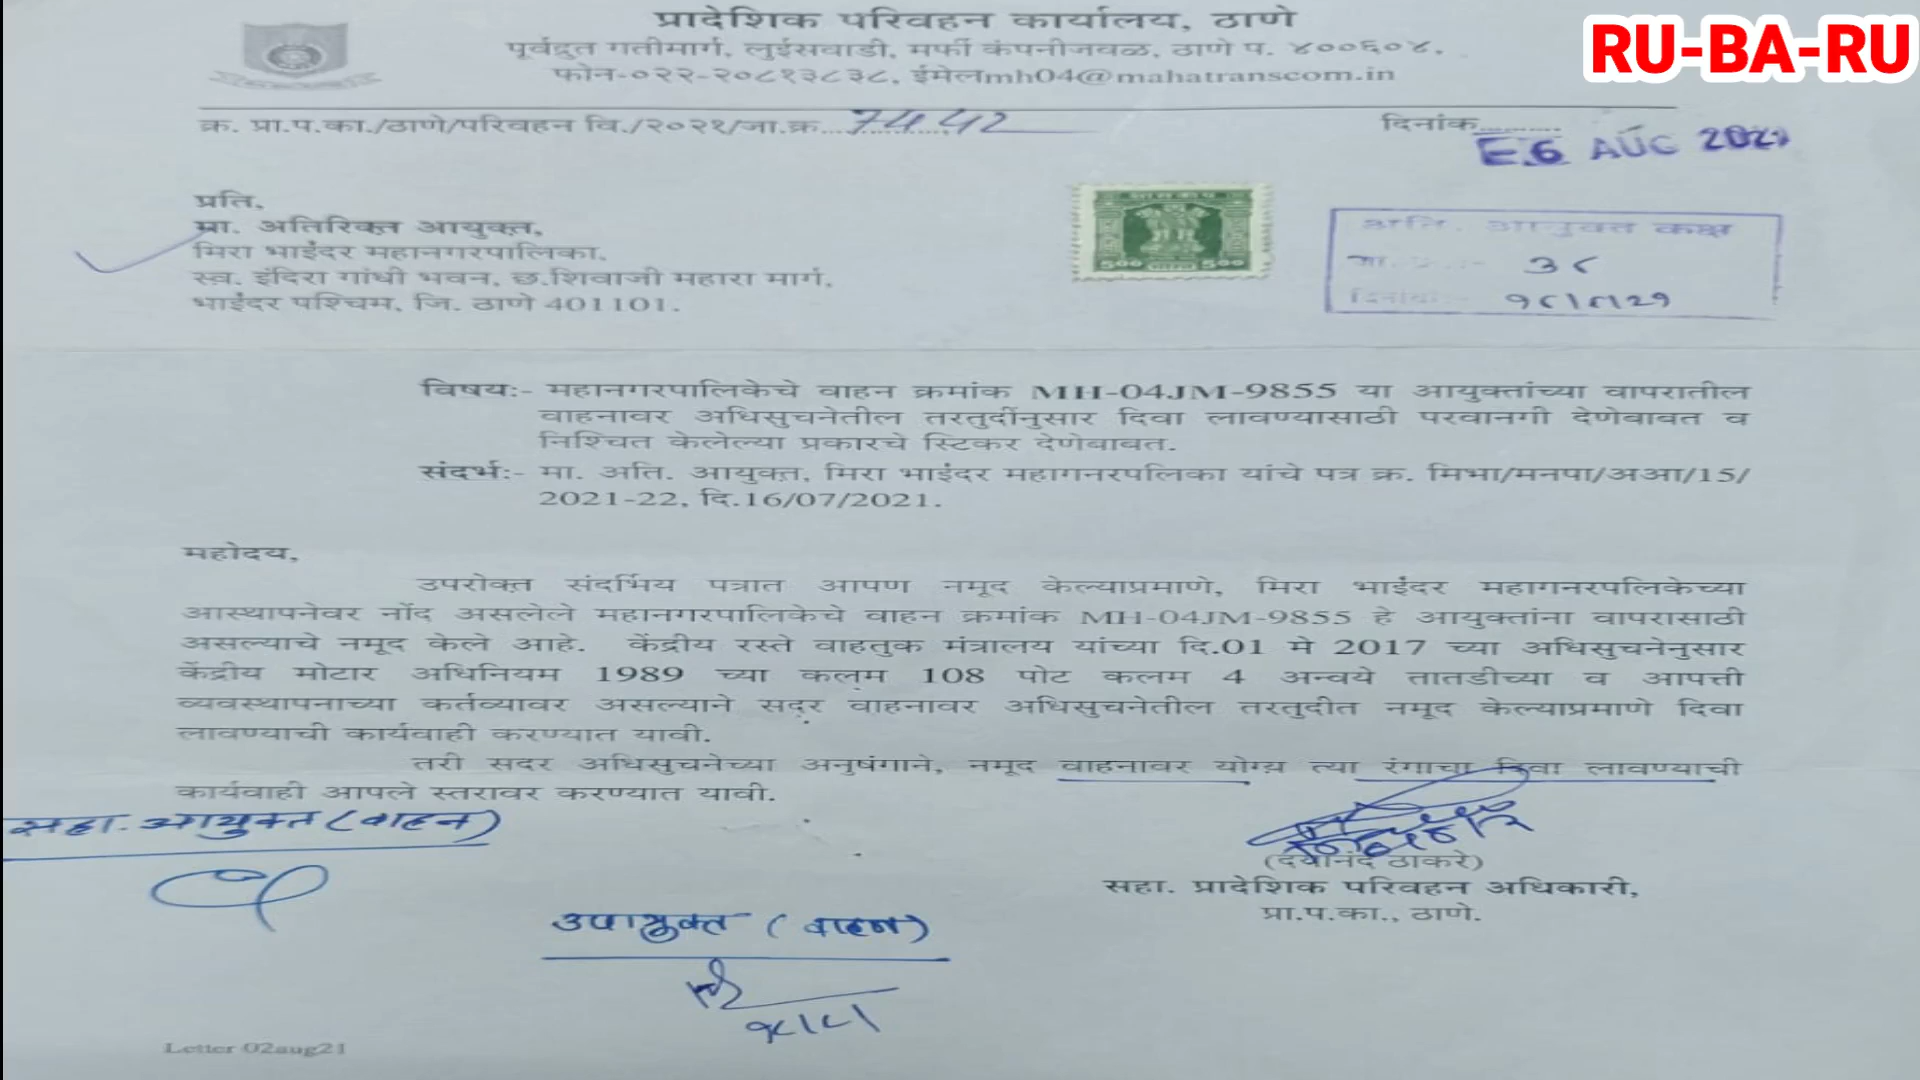 RU-BA-RU
प्रादेशिक परिवहन कार्यालय, ठाणे
पूर्वद्रुत गतीमार्ग, लुईसवाडी, मर्फी कंपनीजवळ, ठाणे प. ४००६०४.
फोन-०२२-२०८१३८३८, ईमेलmh04@mahatranscom.in
क्र. प्रा.प.का./ठाणे/परिवहन वि./२०२१/जा.क्र.
दिनांक
AUG 2021
प्रति,
मा. अतिरिक्त आयुक्त,
मिरा भाईंदर महानगरपालिका,
स्व. इंदिरा गांधी भवन, छ.शिवाजी महारा मार्ग,
भाईंदर पश्चिम, जि. ठाणे 401101.
5.00 5.00
अति. आयुक्त कक्ष
दिनांक:-
विषय:- महानगरपालिकेचे वाहन क्रमांक MH-04JM-9855 या आयुक्तांच्या वापरातील
वाहनावर अधिसुचनेतील तरतुर्दीनुसार दिवा लावण्यासाठी परवानगी देणेबाबत व
निश्चित केलेल्या प्रकारचे स्टिकर देणेबाबत.
संदर्भ:- मा. अति. आयुक्त, मिरा भाईंदर महागनरपलिका यांचे पत्र क्र. मिभा/मनपा/अआ/15/
2021-22, दि.16/07/2021.
महोदय,
उपरोक्त संदर्भिय पत्रात आपण नमूद केल्याप्रमाणे, मिरा भाईंदर महागनरपलिकेच्या
आस्थापनेवर नोंद असलेले महानगरपालिकेचे वाहन क्रमांक MH-04JM-9855 हे आयुक्तांना वापरासाठी
असल्याचे नमूद केले आहे. केंद्रीय रस्ते वाहतुक मंत्रालय यांच्या दि.01 मे 2017 च्या अधिसुचनेनुसार
केंद्रीय मोटार अधिनियम 1989 च्या कलम 108 पोट कलम 4 अन्वये तातडीच्या व आपत्ती
व्यवस्थापनाच्या कर्तव्यावर असल्याने सदर वाहनावर अधिसुचनेतील तरतुदीत नमूद केल्याप्रमाणे दिवा
लावण्याची कार्यवाही करण्यात यावी.
तरी सदर अधिसुचनेच्या अनुषंगाने, नमूद वाहनावर योग्य त्या रंगाचा दिवा लावण्याची
कार्यवाही आपले स्तरावर करण्यात यावी.
सहा. आयुक्त (वाहन)
(दयानंद ठाकरे)
सहा. प्रादेशिक परिवहन अधिकारी,
प्रा.प.का., ठाणे.
उपायुक्त (वाहन)
Letter 02aug21